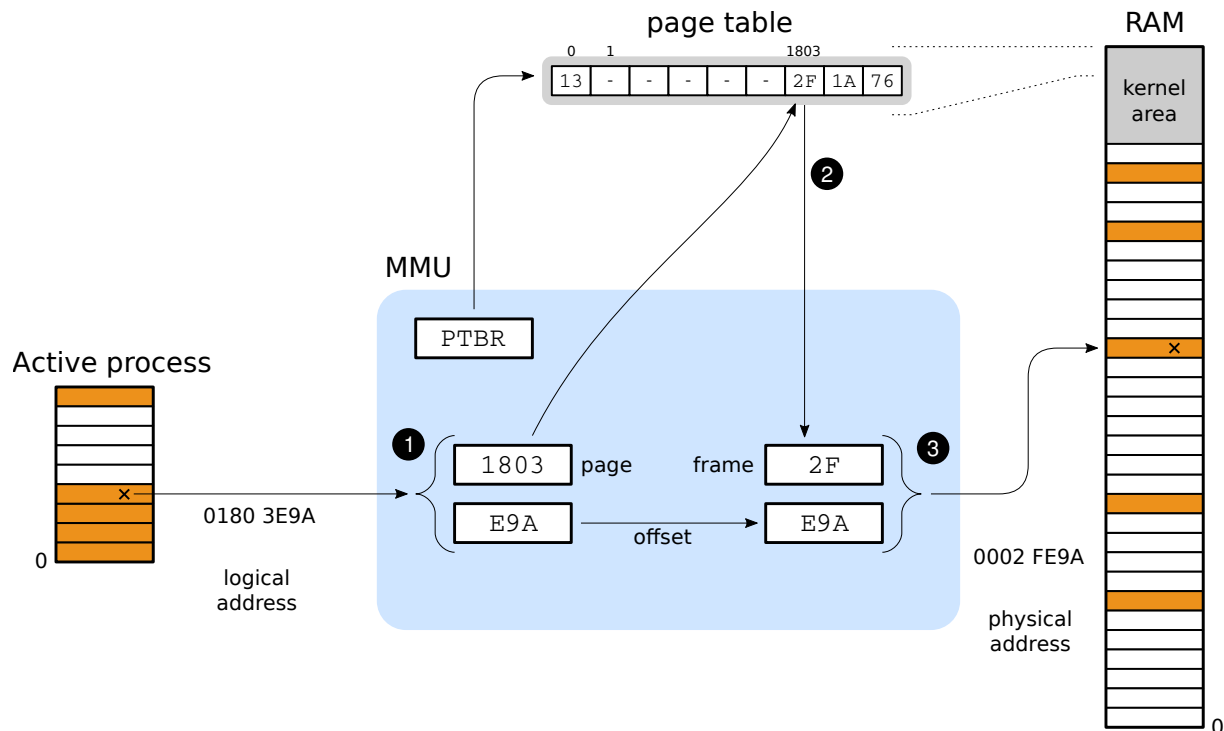 page table
RAM
0 1 1803
13 - - - - - 2F 1A 76
kernel
area
2
MMU
PTBR
Active process
1
1803 page
frame 2F
3
0180 3E9A
E9A
offset
E9A
0
logical
address
0002 FE9A
physical
address
0